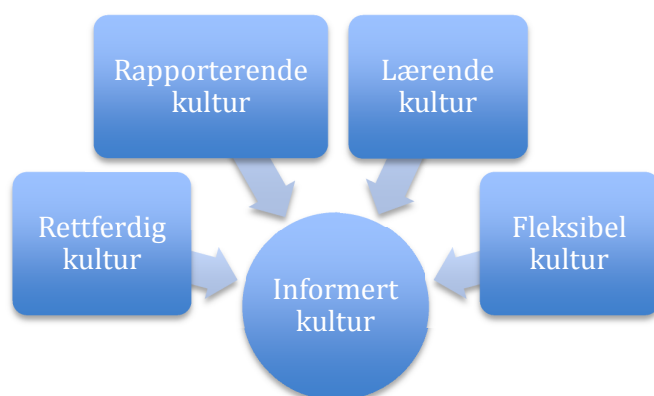 Rapporterende
kultur
Lærende
kultur
Rettferdig
kultur
Fleksibel
kultur
Informert
kultur